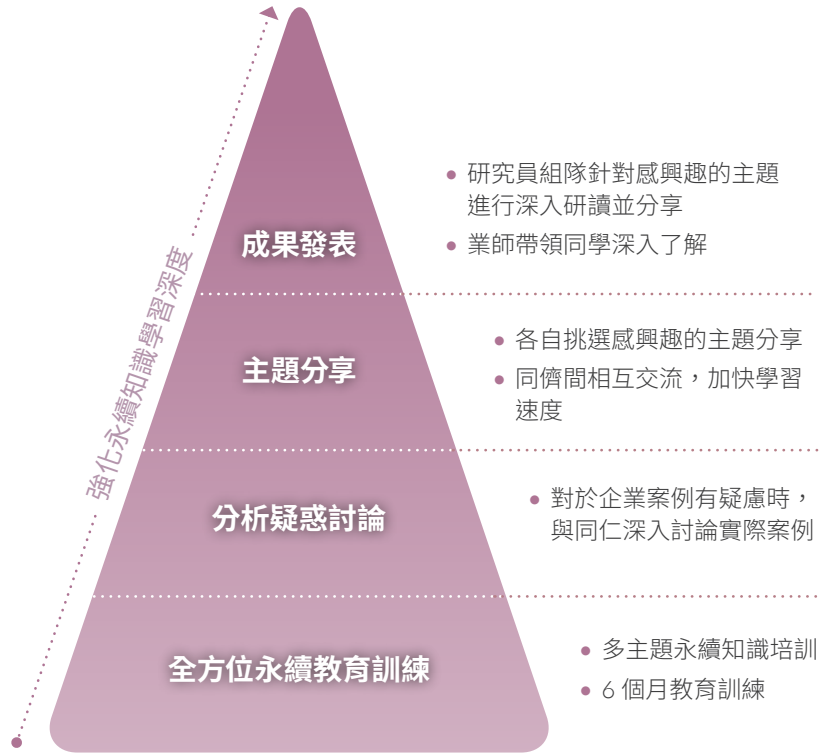 強化永續知識學習深度
成果發表
研究員組隊針對感興趣的主題
進行深入研讀並分享
業師帶領同學深入了解
主題分享
各自挑選感興趣的主題分享
同儕間相互交流，加快學習
速度
分析疑惑討論
對於企業案例有疑慮時，
與同仁深入討論實際案例
全方位永續教育訓練
多主題永續知識培訓
6 個月教育訓練